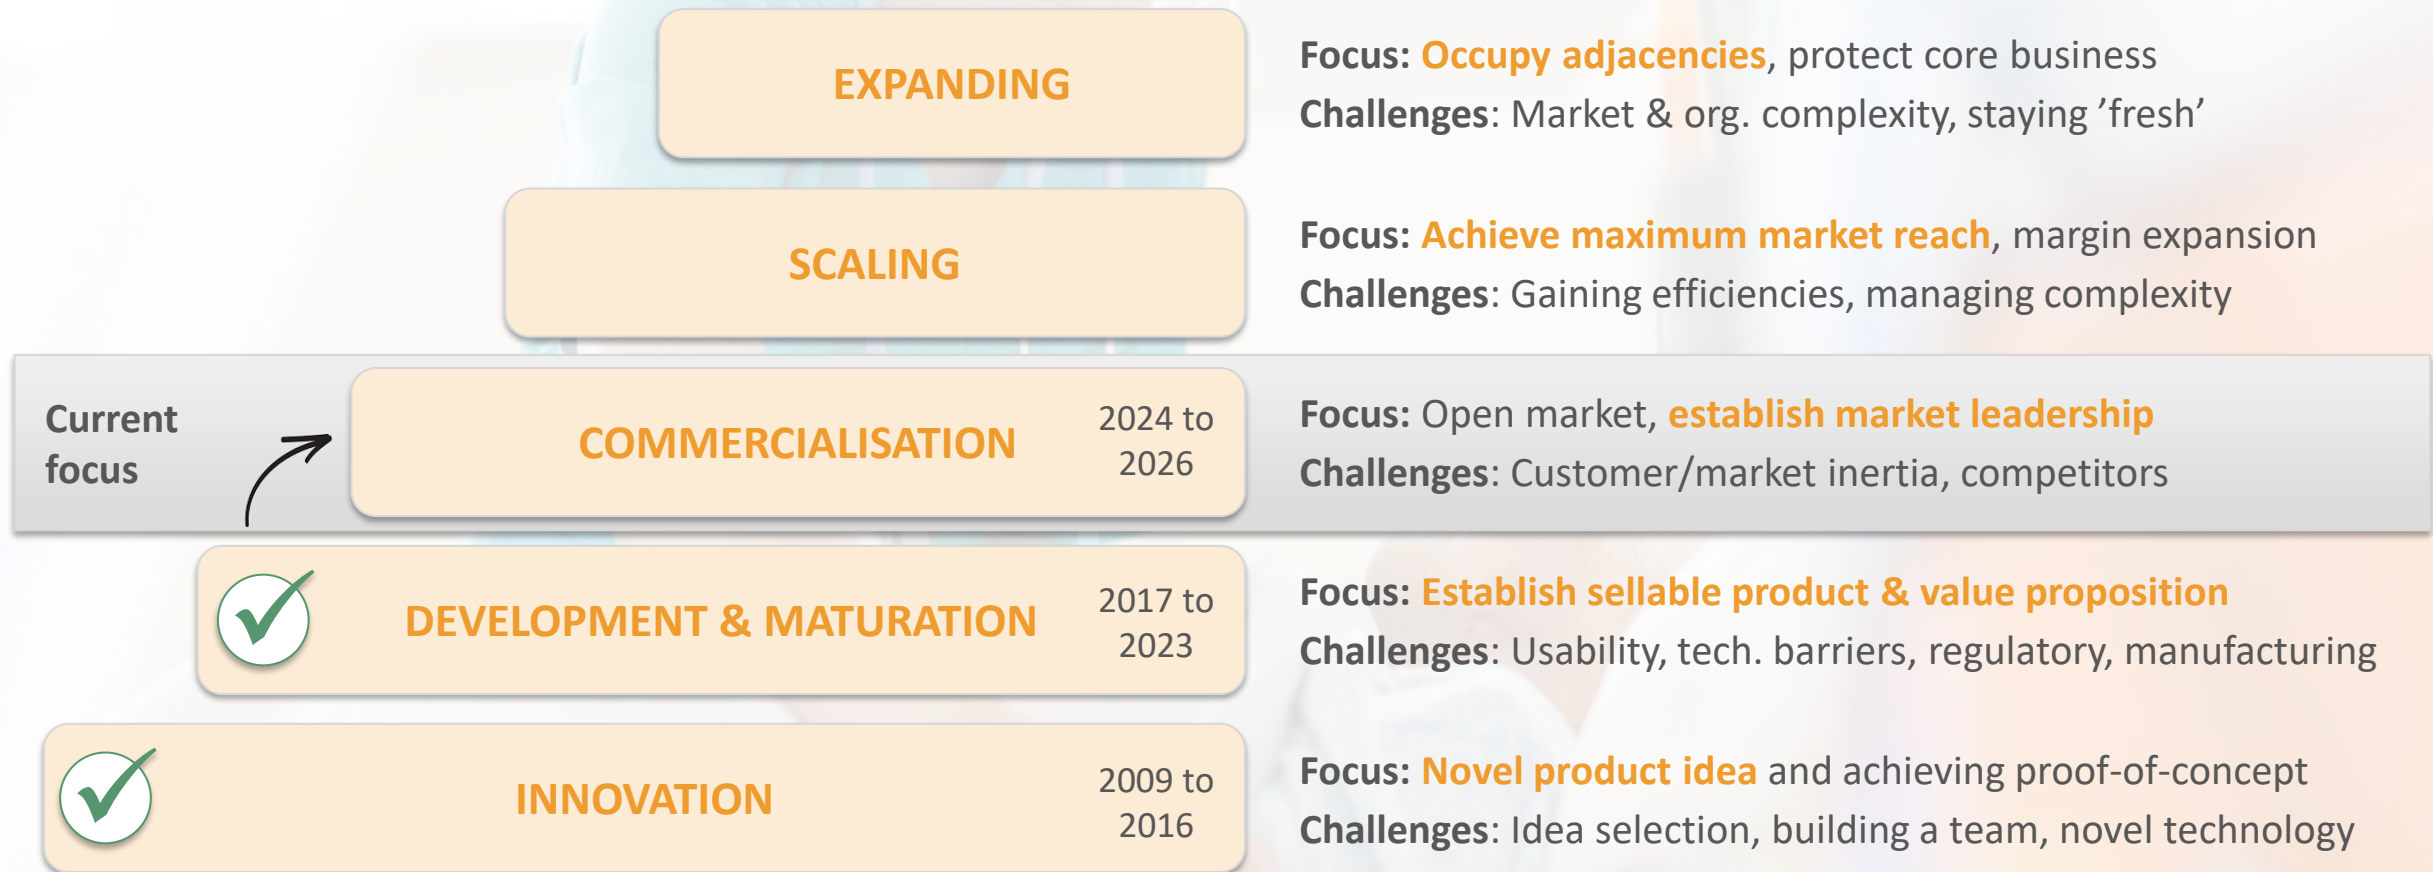 EXPANDING
Focus: Occupy adjacencies, protect core business
Challenges: Market & org. complexity, staying ’fresh’
SCALING
Focus: Achieve maximum market reach, margin expansion
Challenges: Gaining efficiencies, managing complexity
Current
focus
COMMERCIALISATION
2024 to
2026
Focus: Open market, establish market leadership
Challenges: Customer/market inertia, competitors
DEVELOPMENT & MATURATION
2017 to
2023
Focus: Establish sellable product & value proposition
Challenges: Usability, tech. barriers, regulatory, manufacturing
INNOVATION
2009 to
2016
Focus: Novel product idea and achieving proof-of-concept
Challenges: Idea selection, building a team, novel technology